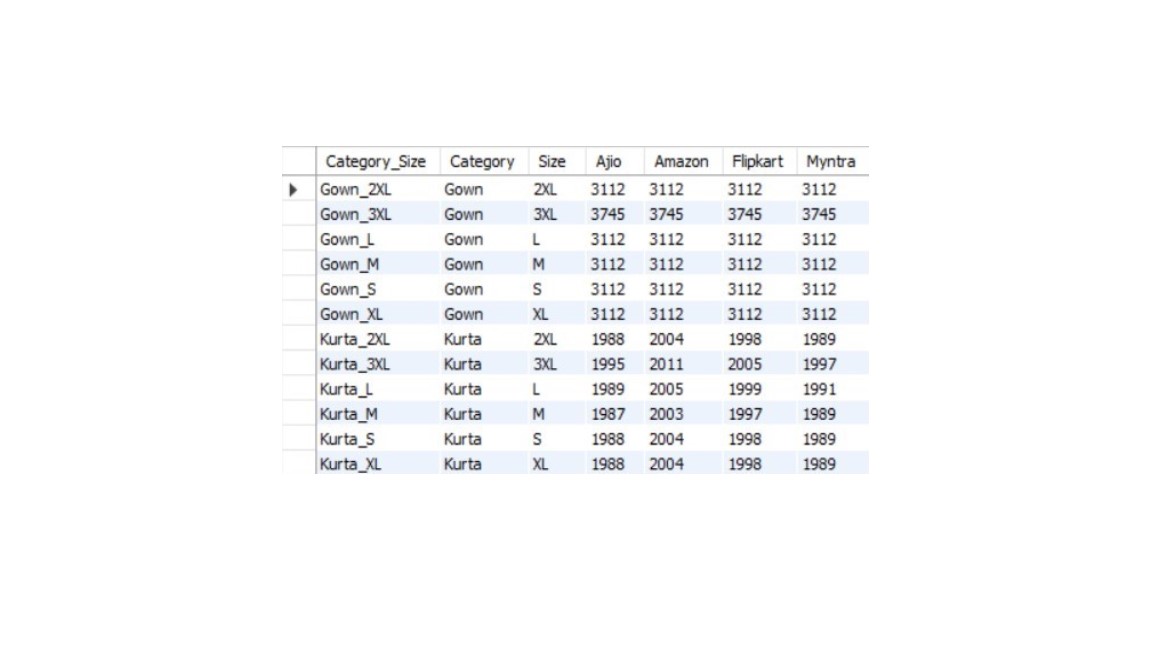 Category_Size Category Size Ajio Amazon Flipkart Myntra
Gown_2XL Gown 2XL 3112 3112 3112 3112
Gown_3XL Gown 3XL 3745 3745 3745 3745
Gown_L Gown L 3112 3112 3112 3112
Gown_M Gown M 3112 3112 3112 3112
Gown_S Gown S 3112 3112 3112 3112
Gown_XL Gown XL 3112 3112 3112 3112
Kurta_2XL Kurta 2XL 1988 2004 1998 1989
Kurta_3XL Kurta 3XL 1995 2011 2005 1997
Kurta_L Kurta L 1989 2005 1999 1991
Kurta_M Kurta M 1987 2003 1997 1989
Kurta_S Kurta S 1988 2004 1998 1989
Kurta_XL Kurta XL 1988 2004 1998 1989